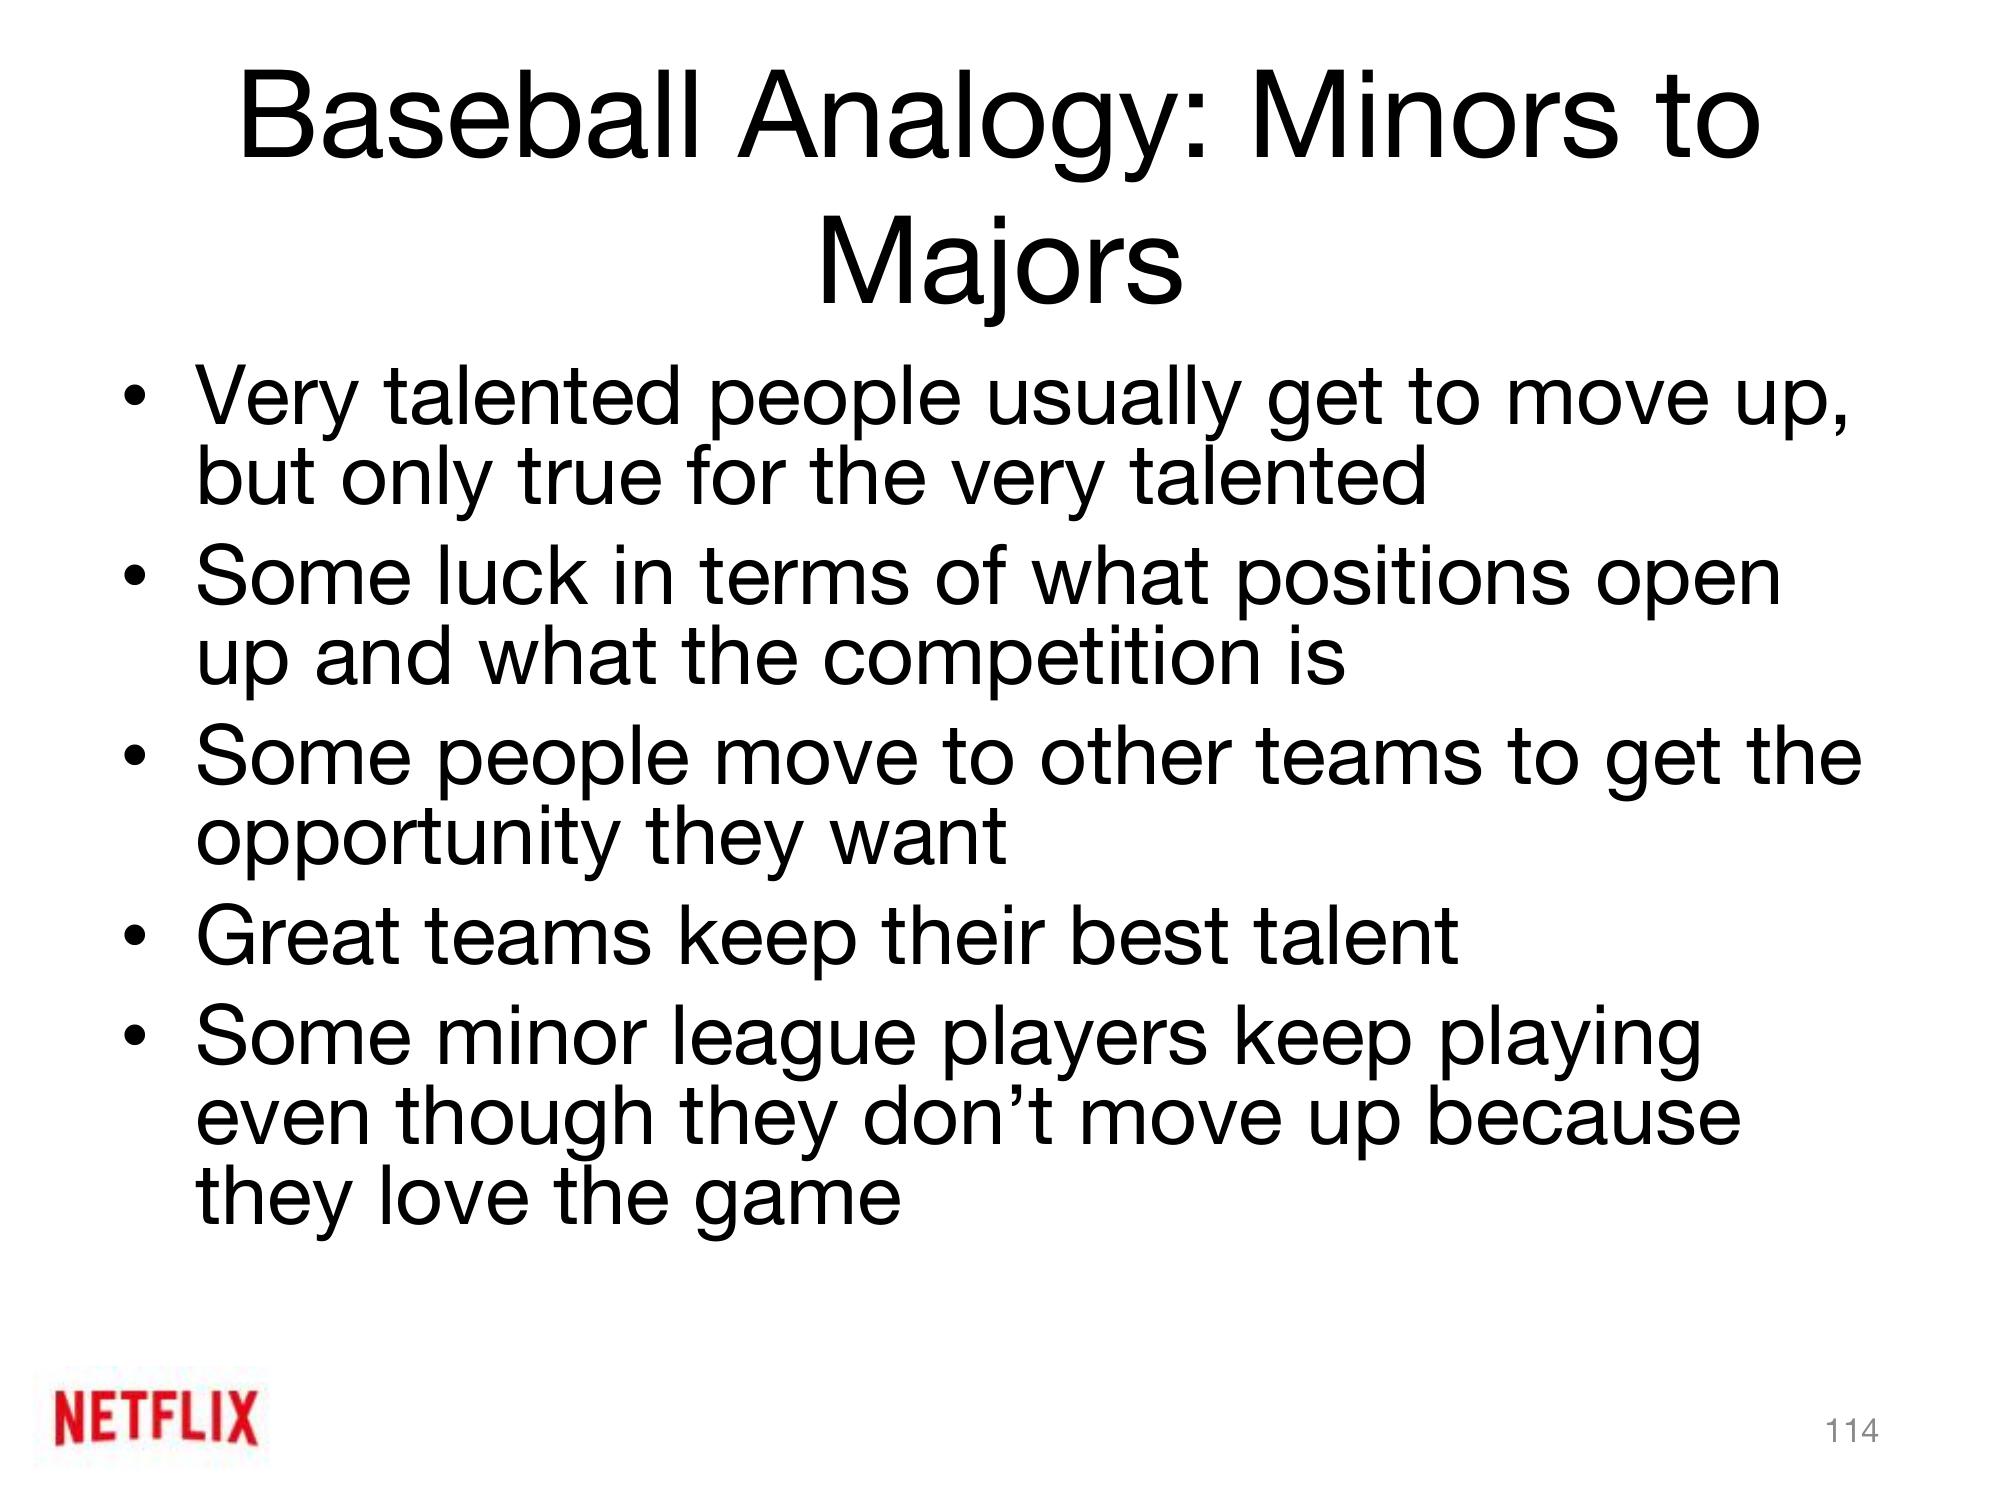 Baseball Analogy: Minors to
Majors
• Very talented people usually get to move up,
but only true for the very talented
• Some luck in terms of what positions open
up and what the competition is
• Some people move to other teams to get the
opportunity they want
• Great teams keep their best talent
• Some minor league players keep playing
even though they don’t move up because
they love the game
NETFLIX
114